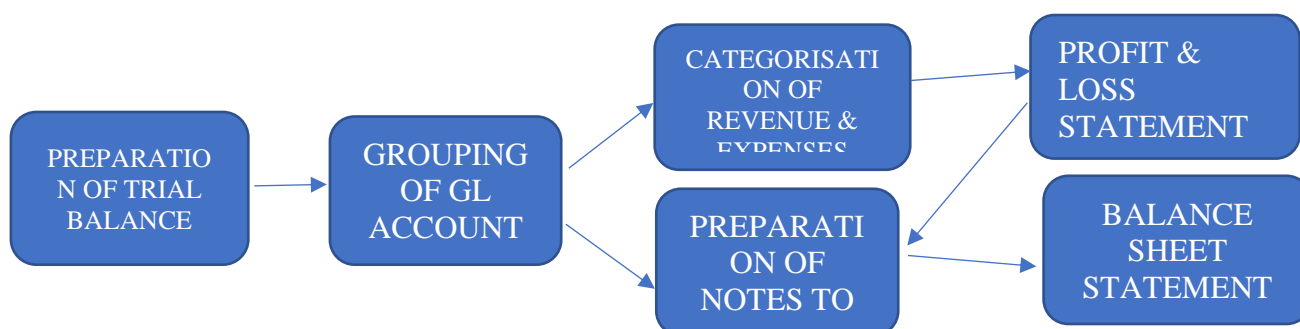 PREPARATIO
N OF TRIAL
BALANCE
GROUPING
OF GL
ACCOUNT
CATEGORISATI
ON OF
REVENUE &
EXPENSES
PREPARATI
ON OF
NOTES TO
PROFIT &
LOSS
STATEMENT
BALANCE
SHEET
STATEMENT